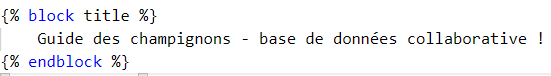 {% block title %}
Guide des champignons - base de données collaborative !
{% endblock %}